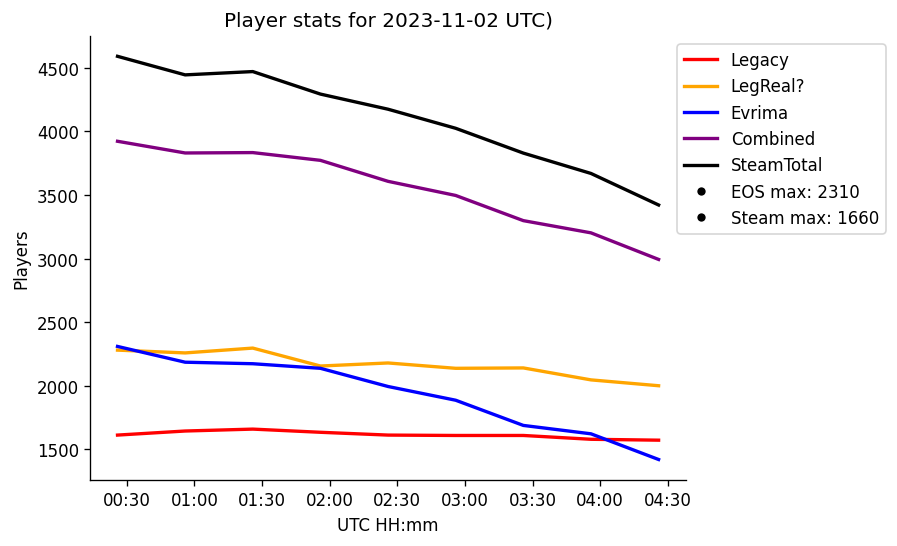 Player stats for 2023-11-02 UTC)
Legacy
LegReal?
Evrima
Combined
SteamTotal
EOS max: 2310
Steam max: 1660
4500
4000
3500
3000
2500
2000
1500
Players
00:30 01:00 01:30 02:00 02:30 03:00 03:30 04:00 04:30
UTC HH:mm